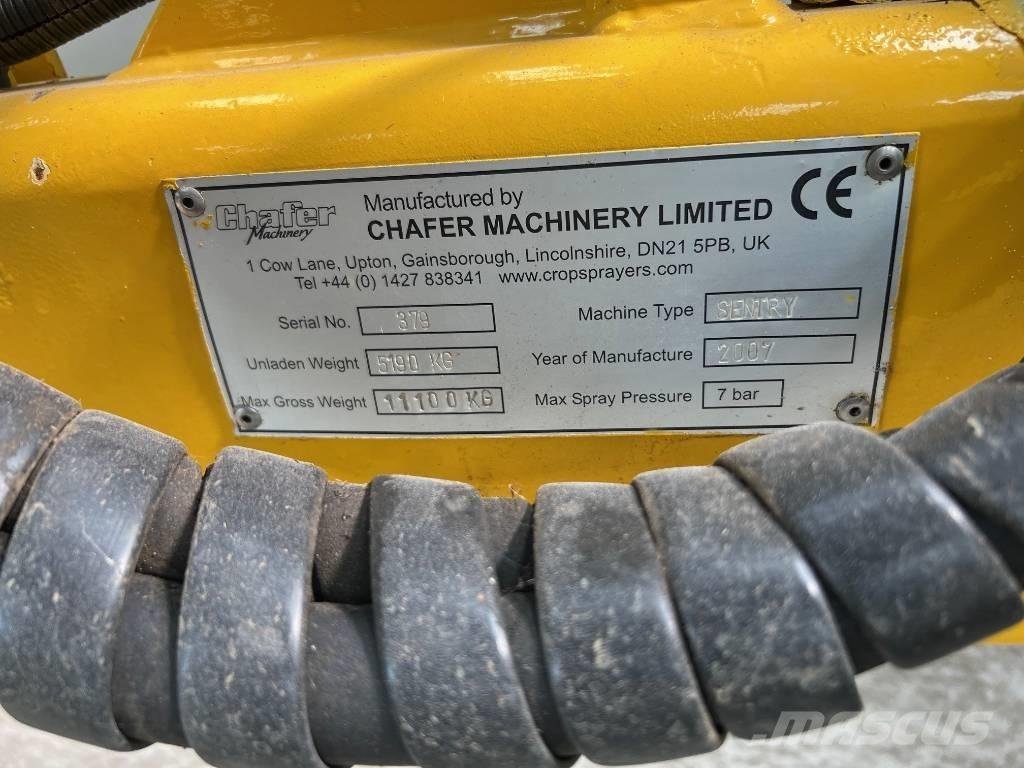 Chafer
Machinery
Manufactured by
CHAFER MACHINERY LIMITED
CE
1 Cow Lane, Upton, Gainsborough, Lincolnshire, DN21 5PB, UK
Tel +44 (0) 1427 838341 www.cropsprayers.com
Serial No. 379
Machine Type SENTRY
Unladen Weight 5190 KG
Year of Manufacture 2007
Max Gross Weight 11100 KG
Max Spray Pressure 7 bar
MASCUS